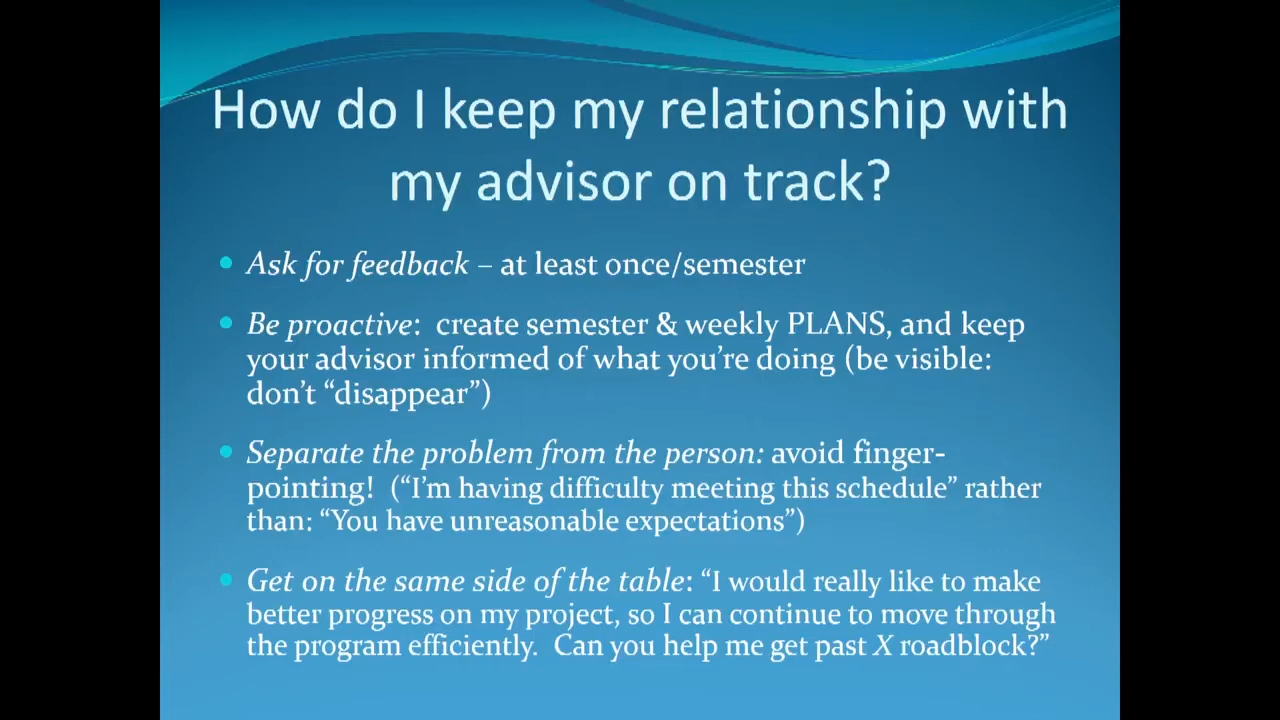 How do I keep my relationship with
my advisor on track?
• Ask for feedback – at least once/semester
• Be proactive:  create semester & weekly PLANS, and keep
your advisor informed of what you’re doing (be visible:
don’t “disappear”)
• Separate the problem from the person: avoid finger-
pointing!  (“I’m having difficulty meeting this schedule” rather
than: “You have unreasonable expectations”)
• Get on the same side of the table: “I would really like to make
better progress on my project, so I can continue to move through
the program efficiently.  Can you help me get past X roadblock?”